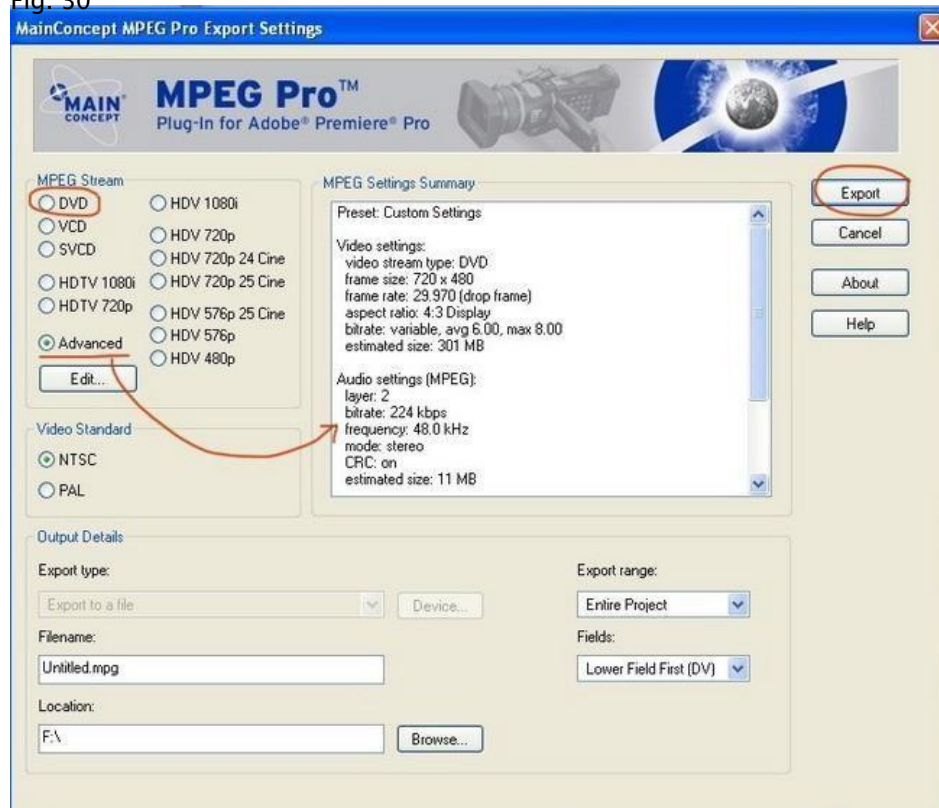 Fig. 30
MainConcept MPEG Pro Export Settings
MAIN CONCEPT
MPEG Pro™
Plug-In for Adobe® Premiere® Pro
MPEG Stream
DVD
VCD
SVCD
HDTV 1080i
HDTV 720p
Advanced
Edit...
HDV 1080i
HDV 720p
HDV 720p 24 Cine
HDV 720p 25 Cine
HDV 576p 25 Cine
HDV 576p
HDV 480p
Video Standard
NTSC
PAL
MPEG Settings Summary
Preset: Custom Settings
Video settings:
video stream type: DVD
frame size: 720 x 480
frame rate: 29.970 (drop frame)
aspect ratio: 4:3 Display
bitrate: variable, avg 6.00, max 8.00
estimated size: 301 MB
Audio settings (MPEG):
layer: 2
bitrate: 224 kbps
frequency: 48.0 kHz
mode: stereo
CRC: on
estimated size: 11 MB
Export
Cancel
About
Help
Output Details
Export type:
Export to a file
Device...
Filename:
Untitled.mpg
Location:
F:\
Browse...
Export range:
Entire Project
Fields:
Lower Field First (DV)